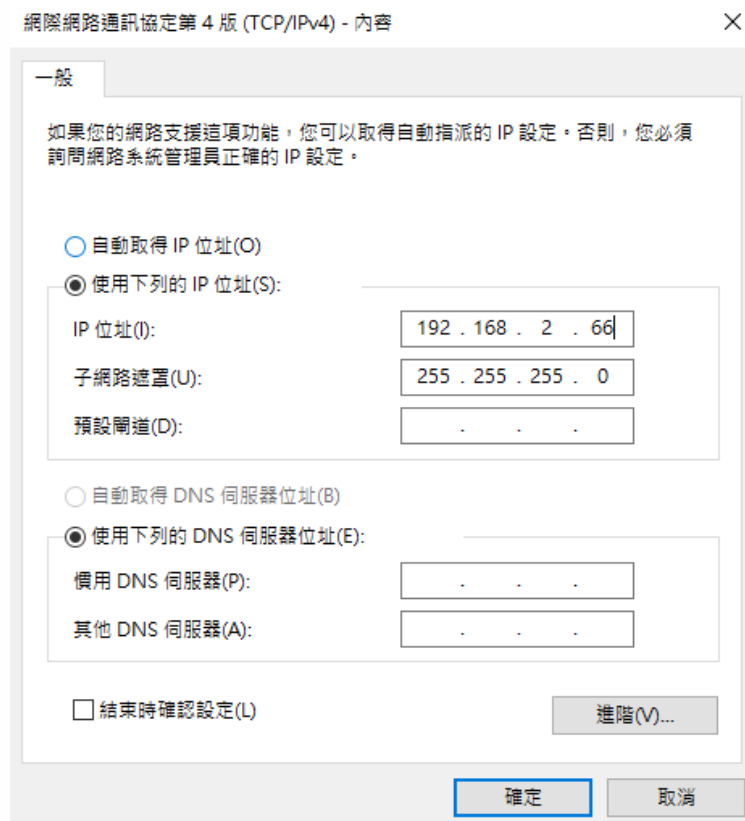 網際網路通訊協定第 4 版 (TCP/IPv4) - 內容
一般
如果您的網路支援這項功能，您可以取得自動指派的 IP 設定。否則，您必須
詢問網路系統管理員正確的 IP 設定。
自動取得 IP 位址(O)
使用下列的 IP 位址(S):
IP 位址(I):
192 . 168 . 2 . 66
子網路遮罩(U):
255 . 255 . 255 . 0
預設閘道(D):
. . .
自動取得 DNS 伺服器位址(B)
使用下列的 DNS 伺服器位址(E):
慣用 DNS 伺服器(P):
. . .
其他 DNS 伺服器(A):
. . .
結束時確認設定(L)
進階(V)...
確定
取消